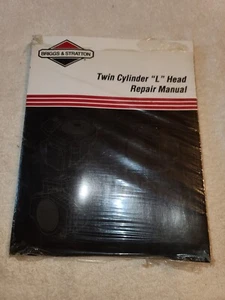 BRIGGS & STRATTON
Twin Cylinder "L" Head
Repair Manual